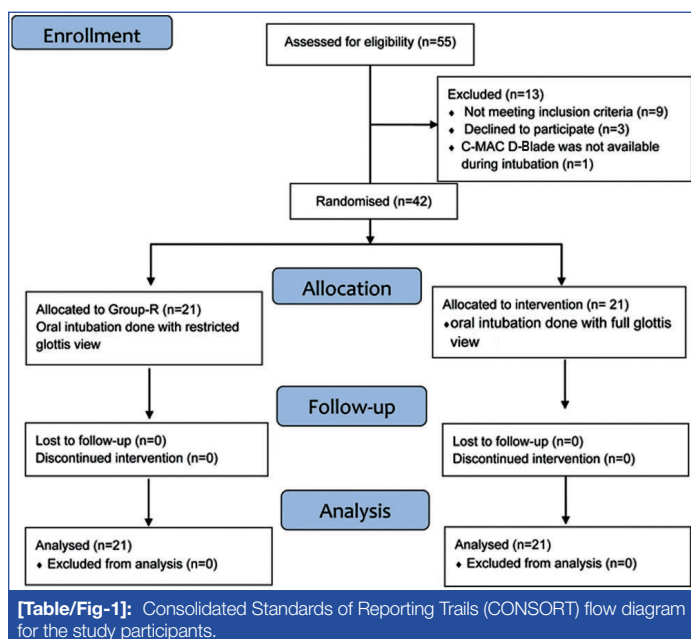 Enrollment
Assessed for eligibility (n=55)
Excluded (n=13)
♦ Not meeting inclusion criteria (n=9)
♦ Declined to participate (n=3)
♦ C-MAC D-Blade was not available
during intubation (n=1)
Randomised (n=42)
Allocation
Allocated to Group-R (n=21)
Oral intubation done with restricted
glottis view
Allocated to intervention (n= 21)
♦oral intubation done with full glottis
view
Follow-up
Lost to follow-up (n=0)
Discontinued intervention (n=0)
Lost to follow-up (n=0)
Discontinued intervention (n=0)
Analysis
Analysed (n=21)
♦ Excluded from analysis (n=0)
Analysed (n=21)
♦ Excluded from analysis (n=0)
[Table/Fig-1]: Consolidated Standards of Reporting Trails (CONSORT) flow diagram
for the study participants.